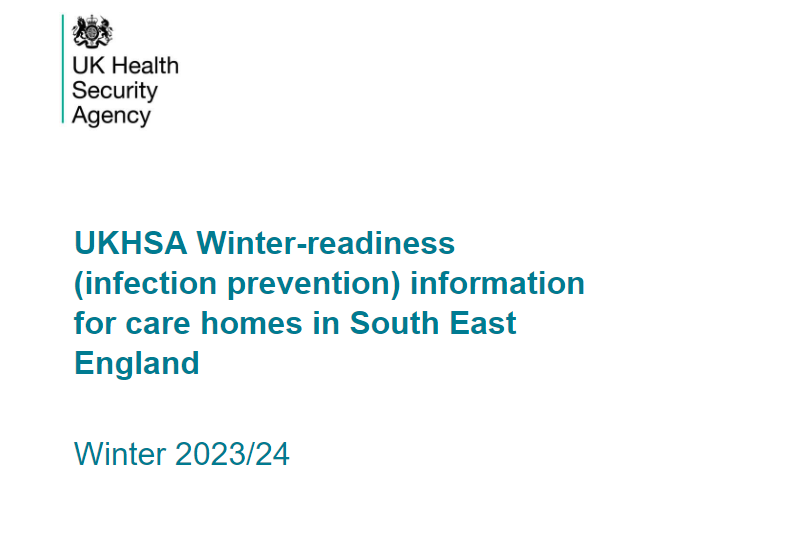 UK Health
Security
Agency
UKHSA Winter-readiness
(infection prevention) information
for care homes in South East
England
Winter 2023/24